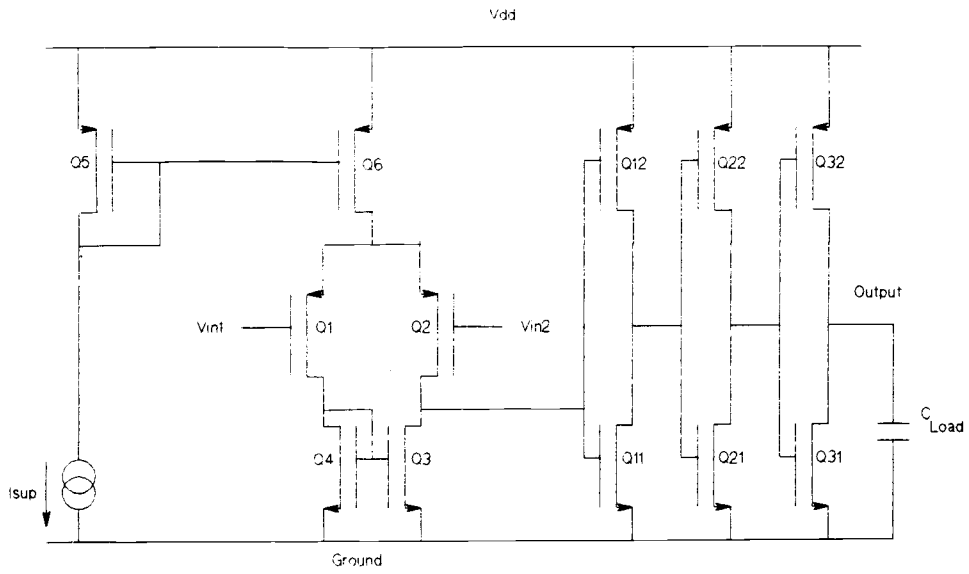 Vdd
Q5
Q6
Q12
Q22
Q32
Output
Vin1
Q1
Q2
Vin2
C Load
Q4
Q3
Q11
Q21
Q31
Isup
Ground